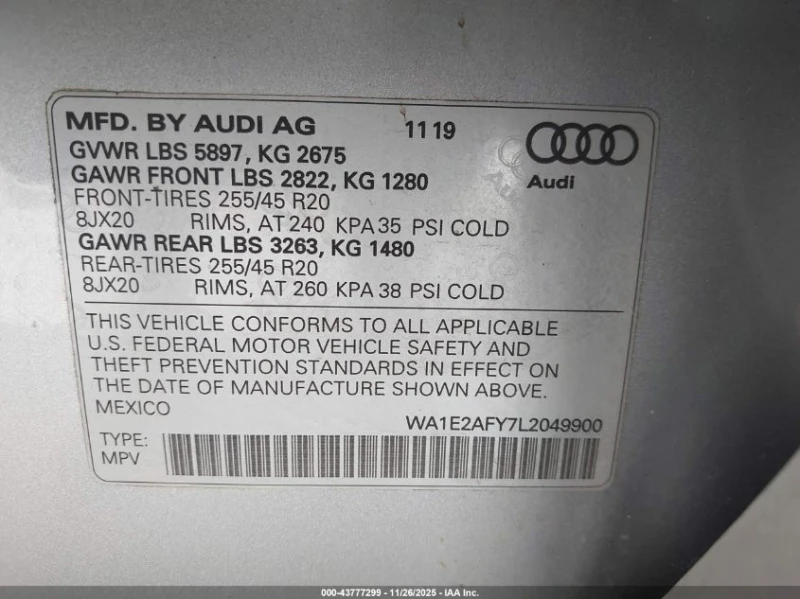 MFD. BY AUDI AG 11 19
GVWR LBS 5897, KG 2675
GAWR FRONT LBS 2822, KG 1280
Audi
FRONT-TIRES 255/45 R20
8JX20 RIMS, AT 240 KPA 35 PSI COLD
GAWR REAR LBS 3263, KG 1480
REAR-TIRES 255/45 R20
8JX20 RIMS, AT 260 KPA 38 PSI COLD
THIS VEHICLE CONFORMS TO ALL APPLICABLE
U.S. FEDERAL MOTOR VEHICLE SAFETY AND
THEFT PREVENTION STANDARDS IN EFFECT ON
THE DATE OF MANUFACTURE SHOWN ABOVE.
MEXICO
WA1E2AFY7L2049900
TYPE:
MPV
000-43777299 - 11/26/2025 - IAA Inc.